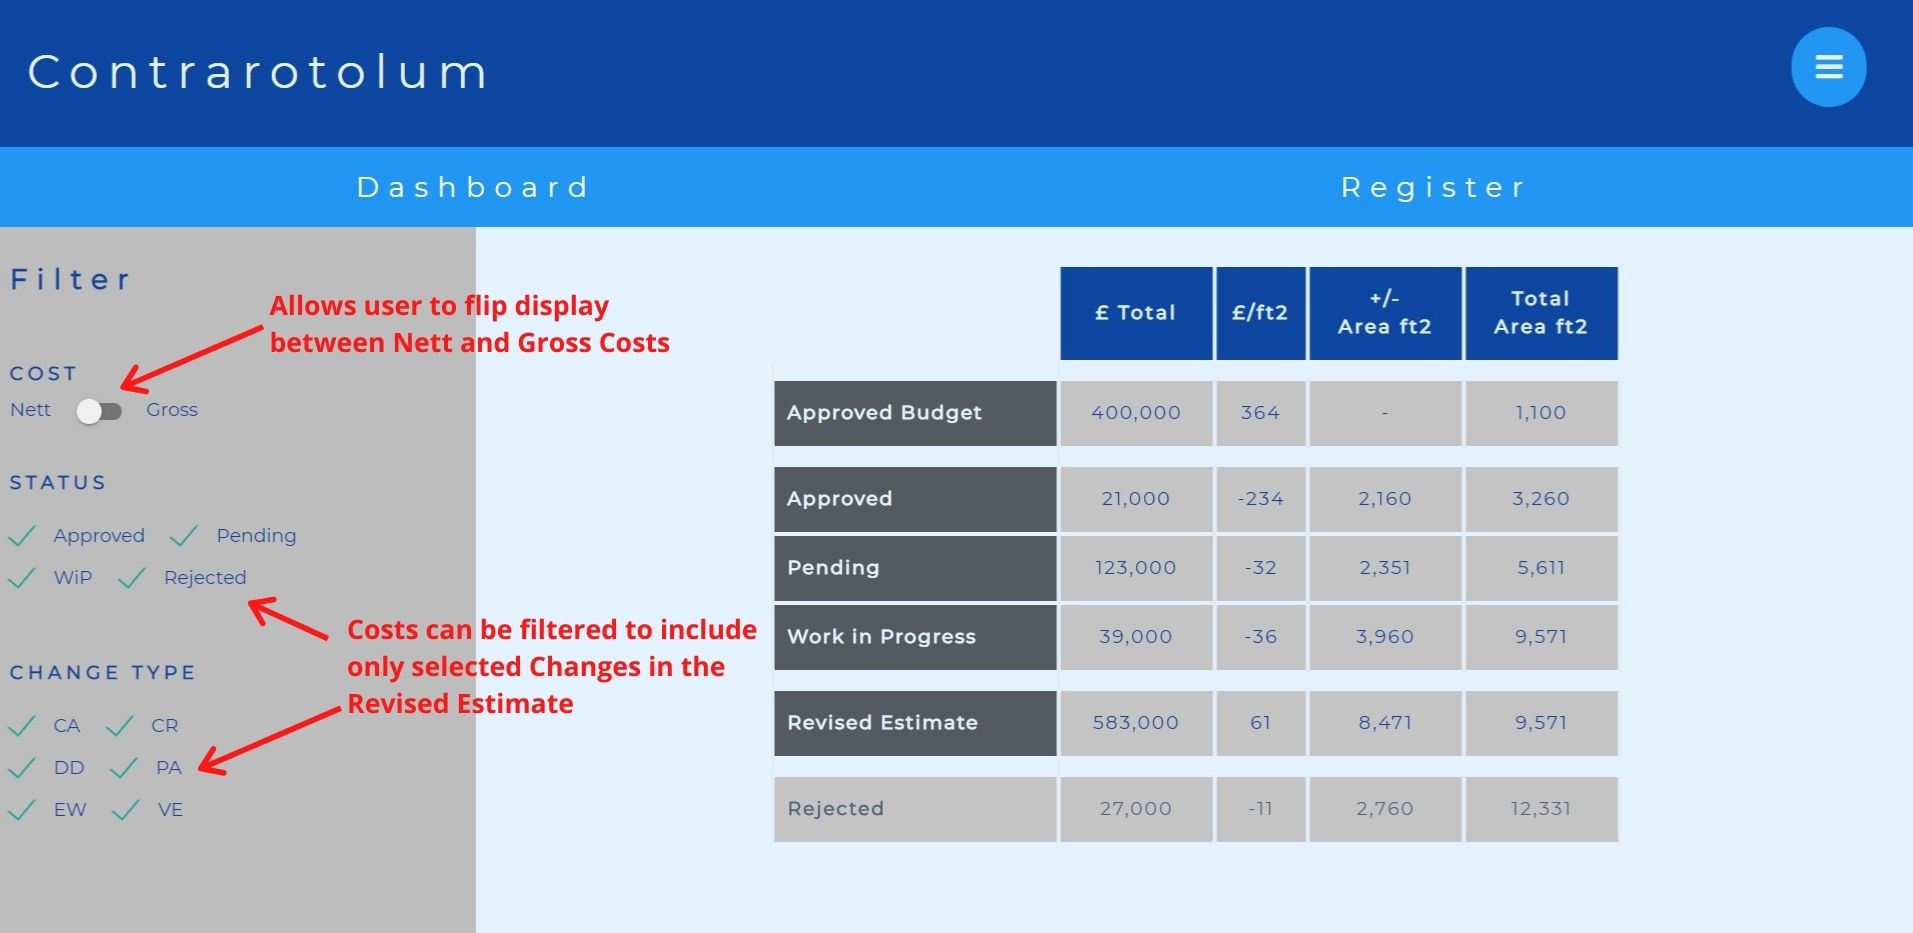 Contrarotolum
Dashboard Register
Filter
Allows user to flip display
between Nett and Gross Costs
COST
Nett Gross
STATUS
Approved Pending
WiP Rejected
Costs can be filtered to include
only selected Changes in the
Revised Estimate
CHANGE TYPE
CA CR
DD PA
EW VE
£ Total £/ft2 +/- Area ft2 Total Area ft2
Approved Budget 400,000 364 - 1,100
Approved 21,000 -234 2,160 3,260
Pending 123,000 -32 2,351 5,611
Work in Progress 39,000 -36 3,960 9,571
Revised Estimate 583,000 61 8,471 9,571
Rejected 27,000 -11 2,760 12,331